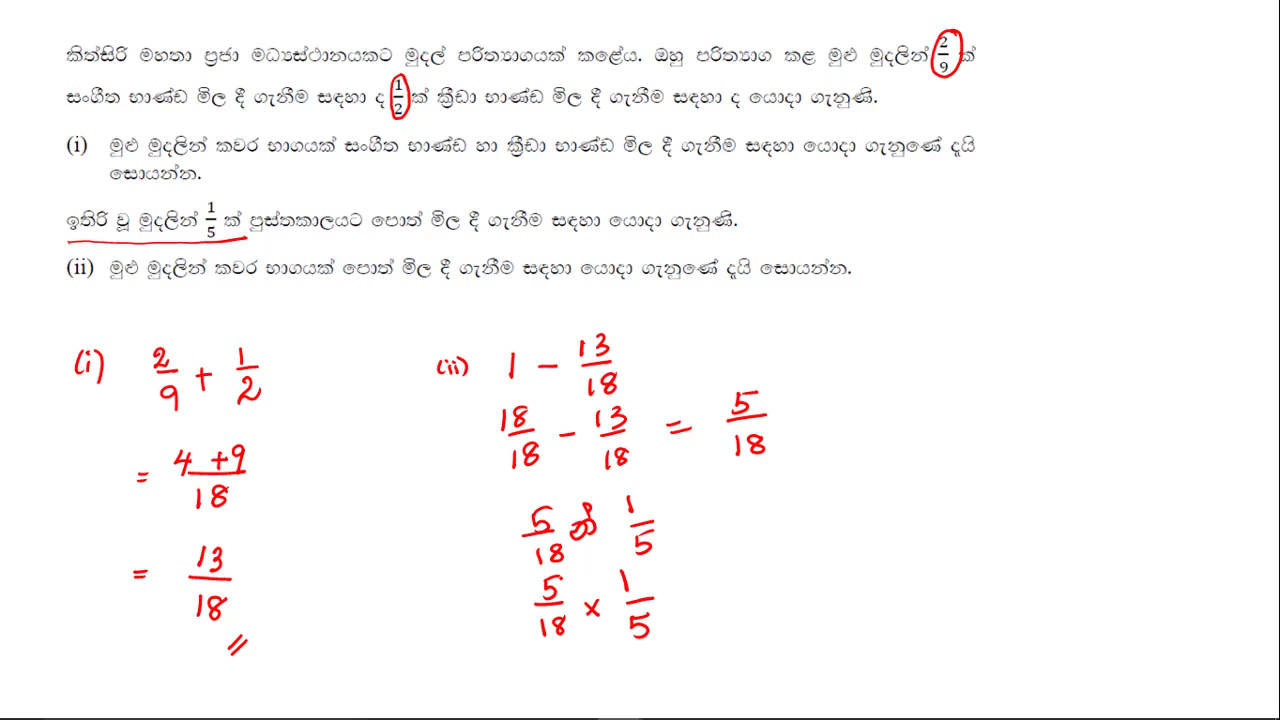 කිත්සිරි මහතා ප්‍රජා මධ්‍යස්ථානයකට මුදල් පරිත්‍යාගයක් කළේය. ඔහු පරිත්‍යාග කළ මුළු මුදලින් 2/9 ක්
සංගීත භාණ්ඩ මිල දී ගැනීම සඳහා ද 1/2 ක් ක්‍රීඩා භාණ්ඩ මිල දී ගැනීම සඳහා ද යොදා ගැනුණි.
(i) මුළු මුදලින් කවර භාගයක් සංගීත භාණ්ඩ හා ක්‍රීඩා භාණ්ඩ මිල දී ගැනීම සඳහා යොදා ගැනුණේ දැයි
සොයන්න.
ඉතිරි වූ මුදලින් 1/5 ක් පුස්තකාලයට පොත් මිල දී ගැනීම සඳහා යොදා ගැනුණි.
(ii) මුළු මුදලින් කවර භාගයක් පොත් මිල දී ගැනීම සඳහා යොදා ගැනුණේ දැයි සොයන්න.
(i) 2/9 + 1/2
= 4 + 9/18
= 13/18
(ii) 1 − 13/18
18/18 − 13/18 = 5/18
5/18 න් 1/5
5/18 × 1/5